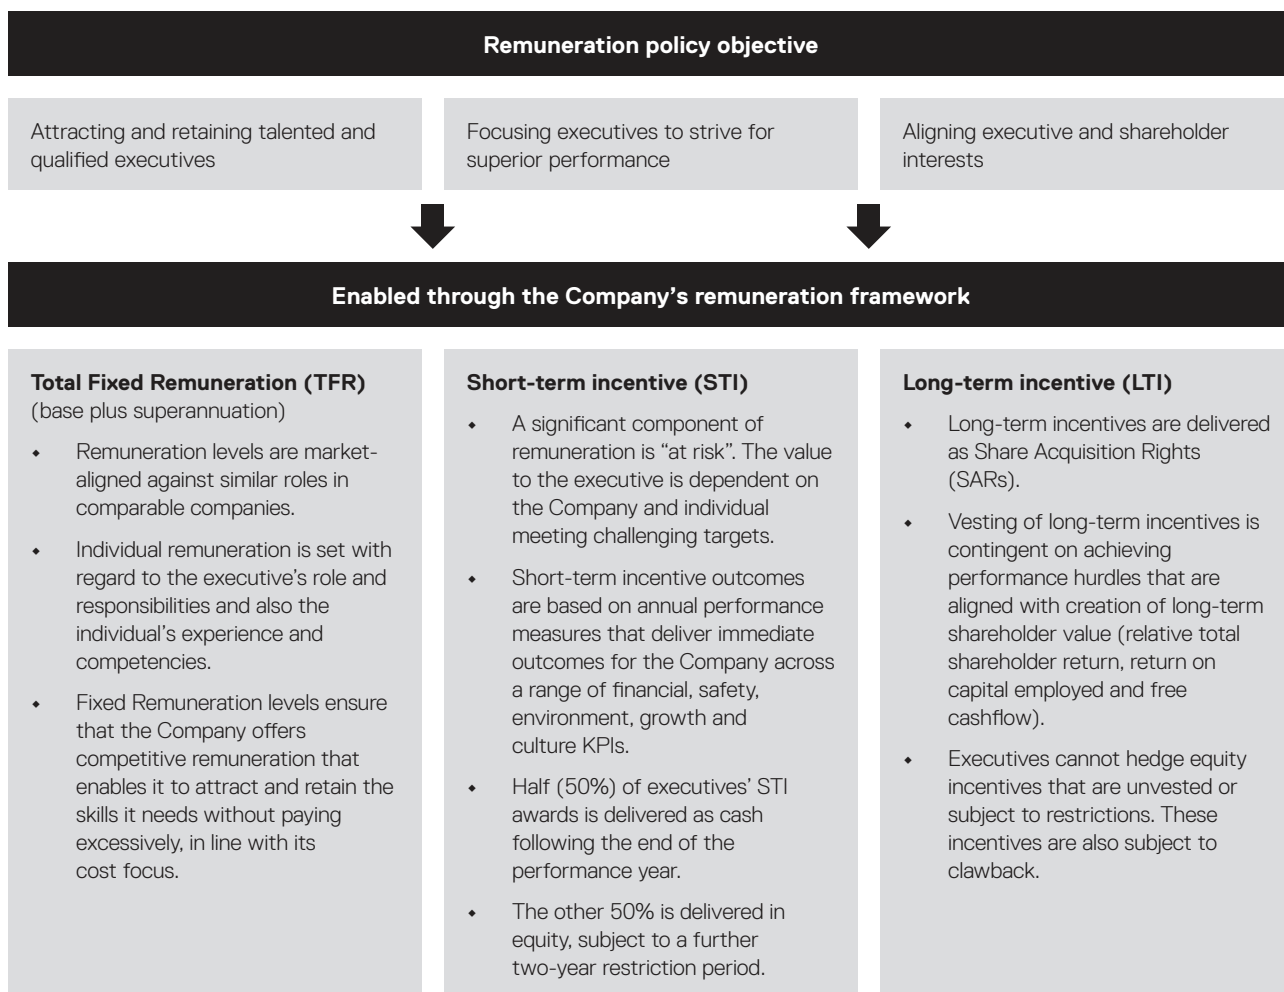 Remuneration policy objective
Attracting and retaining talented and
qualified executives
Focusing executives to strive for
superior performance
Aligning executive and shareholder
interests
Enabled through the Company’s remuneration framework
Total Fixed Remuneration (TFR)
(base plus superannuation)
⬥ Remuneration levels are market-
aligned against similar roles in
comparable companies.
⬥ Individual remuneration is set with
regard to the executive’s role and
responsibilities and also the
individual’s experience and
competencies.
⬥ Fixed Remuneration levels ensure
that the Company offers
competitive remuneration that
enables it to attract and retain the
skills it needs without paying
excessively, in line with its
cost focus.
Short-term incentive (STI)
⬥ A significant component of
remuneration is “at risk”. The value
to the executive is dependent on
the Company and individual
meeting challenging targets.
⬥ Short-term incentive outcomes
are based on annual performance
measures that deliver immediate
outcomes for the Company across
a range of financial, safety,
environment, growth and
culture KPIs.
⬥ Half (50%) of executives’ STI
awards is delivered as cash
following the end of the
performance year.
⬥ The other 50% is delivered in
equity, subject to a further
two-year restriction period.
Long-term incentive (LTI)
⬥ Long-term incentives are delivered
as Share Acquisition Rights
(SARs).
⬥ Vesting of long-term incentives is
contingent on achieving
performance hurdles that are
aligned with creation of long-term
shareholder value (relative total
shareholder return, return on
capital employed and free
cashflow).
⬥ Executives cannot hedge equity
incentives that are unvested or
subject to restrictions. These
incentives are also subject to
clawback.